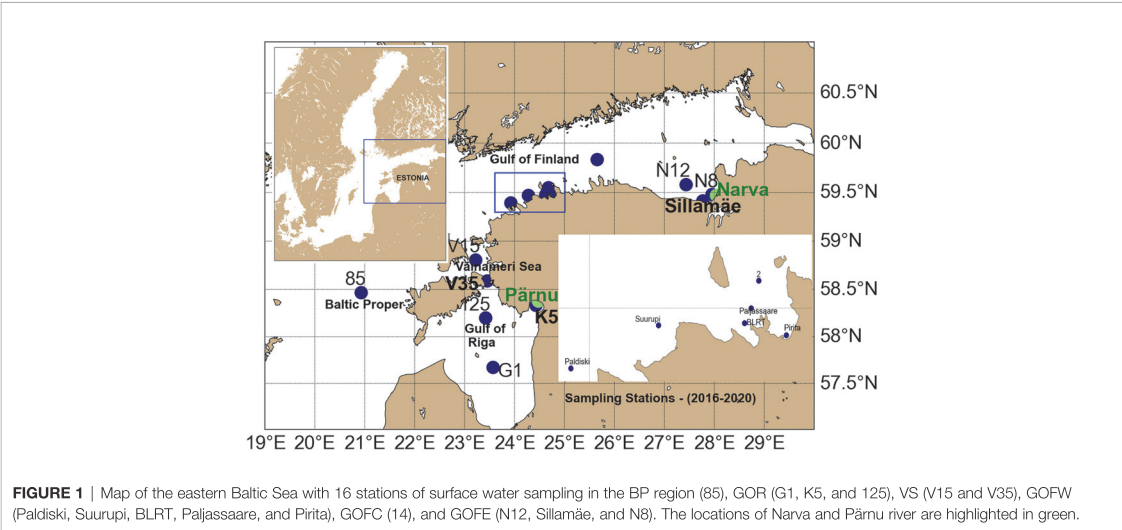 ESTONIA
Gulf of Finland
N12
N8
Narva
Sillamäe
V15
Väinameri Sea
V35
85
Baltic Proper
Pärnu
125
K5
Gulf of
Riga
G1
2
Paljassaare
BLRT
Suurupi
Pirita
Paldiski
Sampling Stations - (2016-2020)
60.5°N
60°N
59.5°N
59°N
58.5°N
58°N
57.5°N
19°E 20°E 21°E 22°E 23°E 24°E 25°E 26°E 27°E 28°E 29°E
FIGURE 1 | Map of the eastern Baltic Sea with 16 stations of surface water sampling in the BP region (85), GOR (G1, K5, and 125), VS (V15 and V35), GOFW
(Paldiski, Suurupi, BLRT, Paljassaare, and Pirita), GOFC (14), and GOFE (N12, Sillamäe, and N8). The locations of Narva and Pärnu river are highlighted in green.